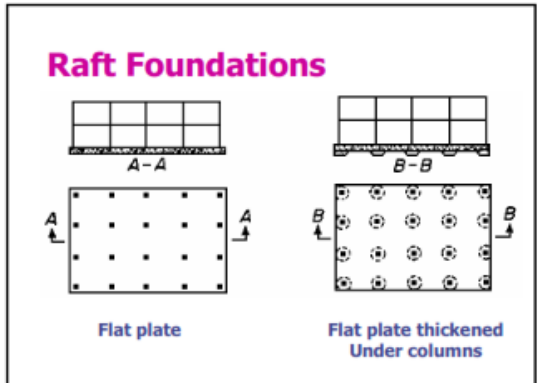 Raft Foundations
A-A
B-B
A
A
B
B
Flat plate
Flat plate thickened
Under columns